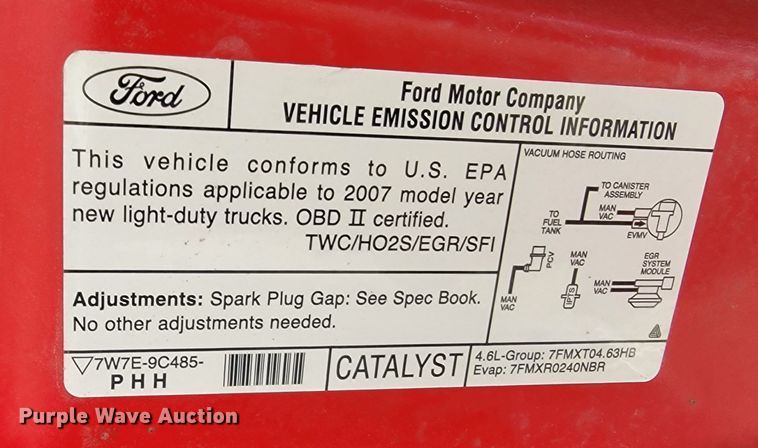 Ford
Ford Motor Company
VEHICLE EMISSION CONTROL INFORMATION
This vehicle conforms to U.S. EPA
regulations applicable to 2007 model year
new light-duty trucks. OBD II certified.
TWC/HO2S/EGR/SFI
Adjustments: Spark Plug Gap: See Spec Book.
No other adjustments needed.
VACUUM HOSE ROUTING
TO CANISTER
ASSEMBLY
TO
FUEL
TANK
MAN
VAC
EVMV
PCV
MAN
VAC
MAN
VAC
IPTS
EGR
SYSTEM
MODULE
MAN
VAC
7W7E-9C485-
PHH
CATALYST
4.6L-Group: 7FMXT04.63HB
Evap: 7FMXR0240NBR
Purple Wave Auction